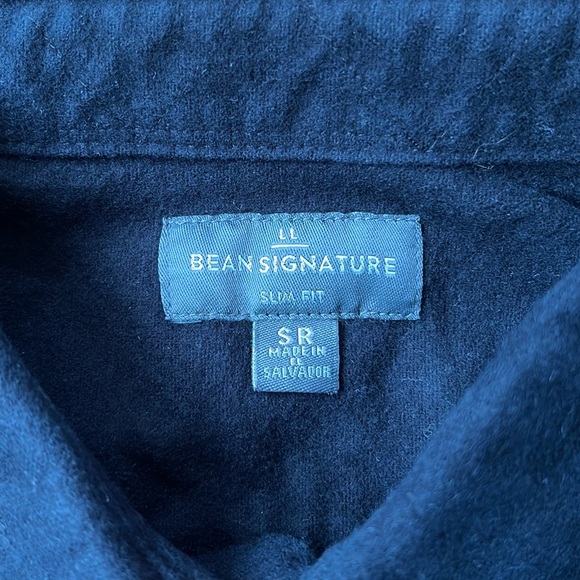 LL
BEAN SIGNATURE
SLIM FIT
SR
MADE IN
EL
SALVADOR